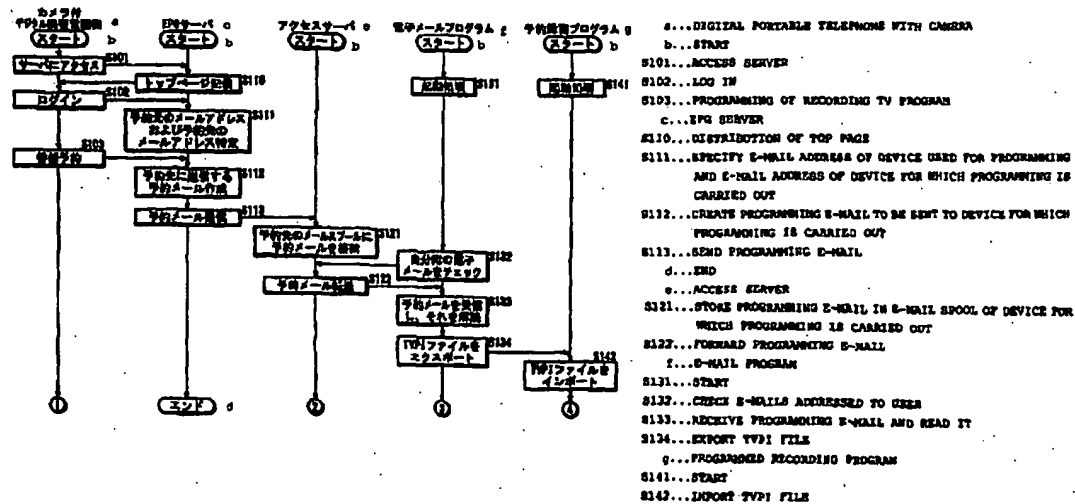 カメラ付 a
スタート b
サーバにアクセス S101
ログイン S102
番組予約 S103
①
EPGサーバ c
スタート b
トップページ配信 S110
予約元のメールアドレス
および予約先の
メールアドレス特定 S111
予約先に送信する
予約メール作成 S112
予約メール送信 S113
エンド d
アクセスサーバ e
スタート b
予約先のメールスプールに
予約メールを格納 S121
予約メール転送 S122
②
電子メールプログラム f
スタート b
起動処理 S131
自分宛の電子
メールをチェック S132
予約メールを受信
し、それを解読 S133
TVPIファイルを
エクスポート S134
③
予約録画プログラム g
スタート b
起動処理 S141
TVPIファイルを
インポート S142
④
a...DIGITAL PORTABLE TELEPHONE WITH CAMERA
b...START
S101...ACCESS SERVER
S102...LOG IN
S103...PROGRAMMING OF RECORDING TV PROGRAM
c...EPG SERVER
S110...DISTRIBUTION OF TOP PAGE
S111...SPECIFY E-MAIL ADDRESS OF DEVICE USED FOR PROGRAMMING
AND E-MAIL ADDRESS OF DEVICE FOR WHICH PROGRAMMING IS
CARRIED OUT
S112...CREATE PROGRAMMING E-MAIL TO BE SENT TO DEVICE FOR WHICH
PROGRAMMING IS CARRIED OUT
S113...SEND PROGRAMMING E-MAIL
d...END
e...ACCESS SERVER
S121...STORE PROGRAMMING E-MAIL IN E-MAIL SPOOL OF DEVICE FOR
WHICH PROGRAMMING IS CARRIED OUT
S122...FORWARD PROGRAMMING E-MAIL
f...E-MAIL PROGRAM
S131...START
S132...CHECK E-MAILS ADDRESSED TO USER
S133...RECEIVE PROGRAMMING E-MAIL AND READ IT
S134...EXPORT TVPI FILE
g...PROGRAMMED RECORDING PROGRAM
S141...START
S142...IMPORT TVPI FILE